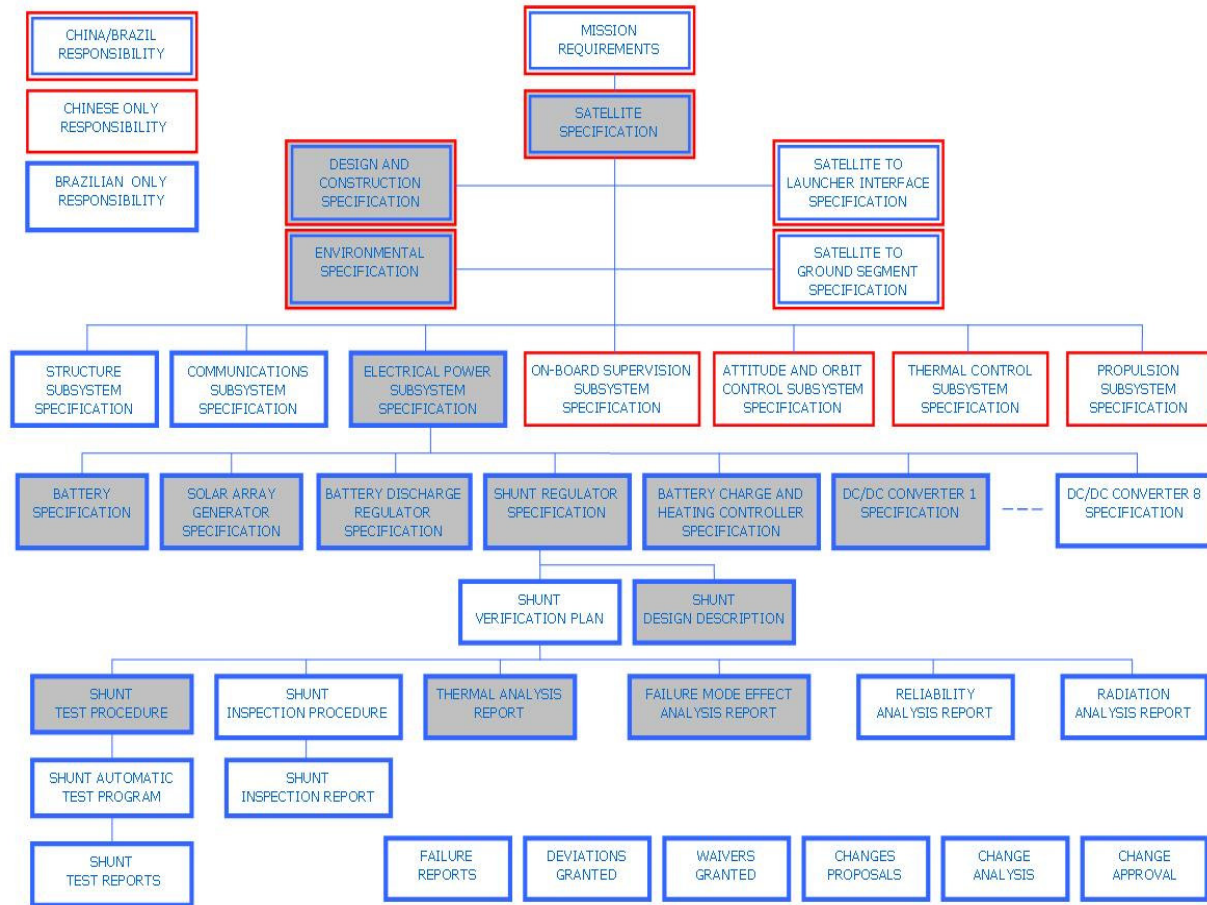 CHINA/BRAZIL
RESPONSIBILITY
MISSION
REQUIREMENTS
CHINESE ONLY
RESPONSIBILITY
SATELLITE
SPECIFICATION
BRAZILIAN ONLY
RESPONSIBILITY
DESIGN AND
CONSTRUCTION
SPECIFICATION
SATELLITE TO
LAUNCHER INTERFACE
SPECIFICATION
ENVIRONMENTAL
SPECIFICATION
SATELLITE TO
GROUND SEGMENT
SPECIFICATION
STRUCTURE
SUBSYSTEM
SPECIFICATION
COMMUNICATIONS
SUBSYSTEM
SPECIFICATION
ELECTRICAL POWER
SUBSYSTEM
SPECIFICATION
ON-BOARD SUPERVISION
SUBSYSTEM
SPECIFICATION
ATTITUDE AND ORBIT
CONTROL SUBSYSTEM
SPECIFICATION
THERMAL CONTROL
SUBSYSTEM
SPECIFICATION
PROPULSION
SUBSYSTEM
SPECIFICATION
BATTERY
SPECIFICATION
SOLAR ARRAY
GENERATOR
SPECIFICATION
BATTERY DISCHARGE
REGULATOR
SPECIFICATION
SHUNT REGULATOR
SPECIFICATION
BATTERY CHARGE AND
HEATING CONTROLLER
SPECIFICATION
DC/DC CONVERTER 1
SPECIFICATION
DC/DC CONVERTER 8
SPECIFICATION
SHUNT
VERIFICATION PLAN
SHUNT
DESIGN DESCRIPTION
SHUNT
TEST PROCEDURE
SHUNT
INSPECTION PROCEDURE
THERMAL ANALYSIS
REPORT
FAILURE MODE EFFECT
ANALYSIS REPORT
RELIABILITY
ANALYSIS REPORT
RADIATION
ANALYSIS REPORT
SHUNT AUTOMATIC
TEST PROGRAM
SHUNT
INSPECTION REPORT
SHUNT
TEST REPORTS
FAILURE
REPORTS
DEVIATIONS
GRANTED
WAIVERS
GRANTED
CHANGES
PROPOSALS
CHANGE
ANALYSIS
CHANGE
APPROVAL